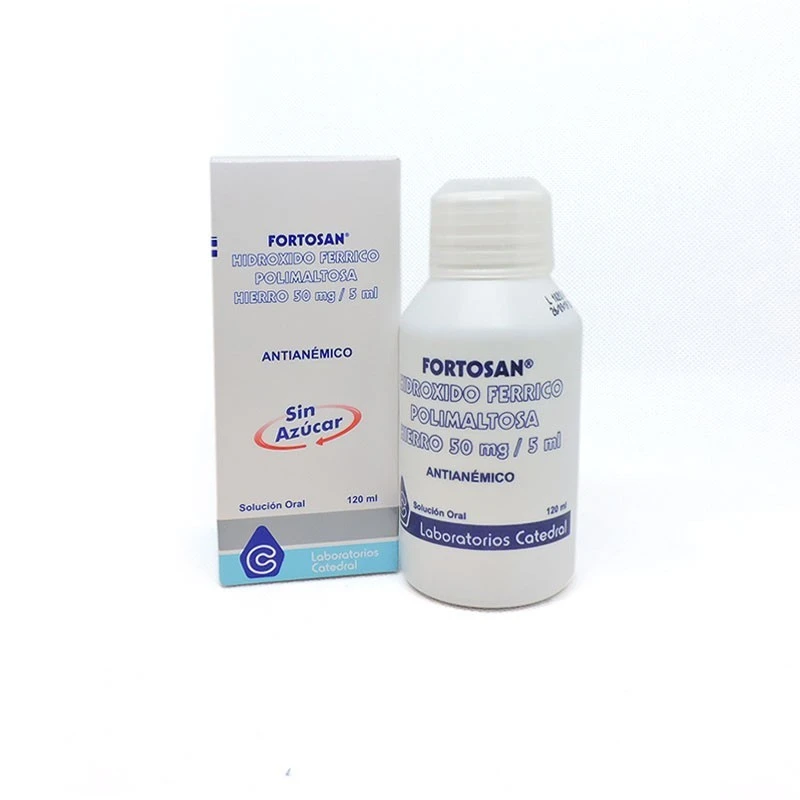 FORTOSAN®
HIDROXIDO FERRICO
POLIMALTOSA
HIERRO 50 mg / 5 ml
ANTIANÉMICO
Sin
Azúcar
Solución Oral 120 ml
Laboratorios
Catedral
FORTOSAN®
HIDROXIDO FERRICO
POLIMALTOSA
HIERRO 50 mg / 5 ml
ANTIANÉMICO
Solución Oral 120 ml
Laboratorios Catedral